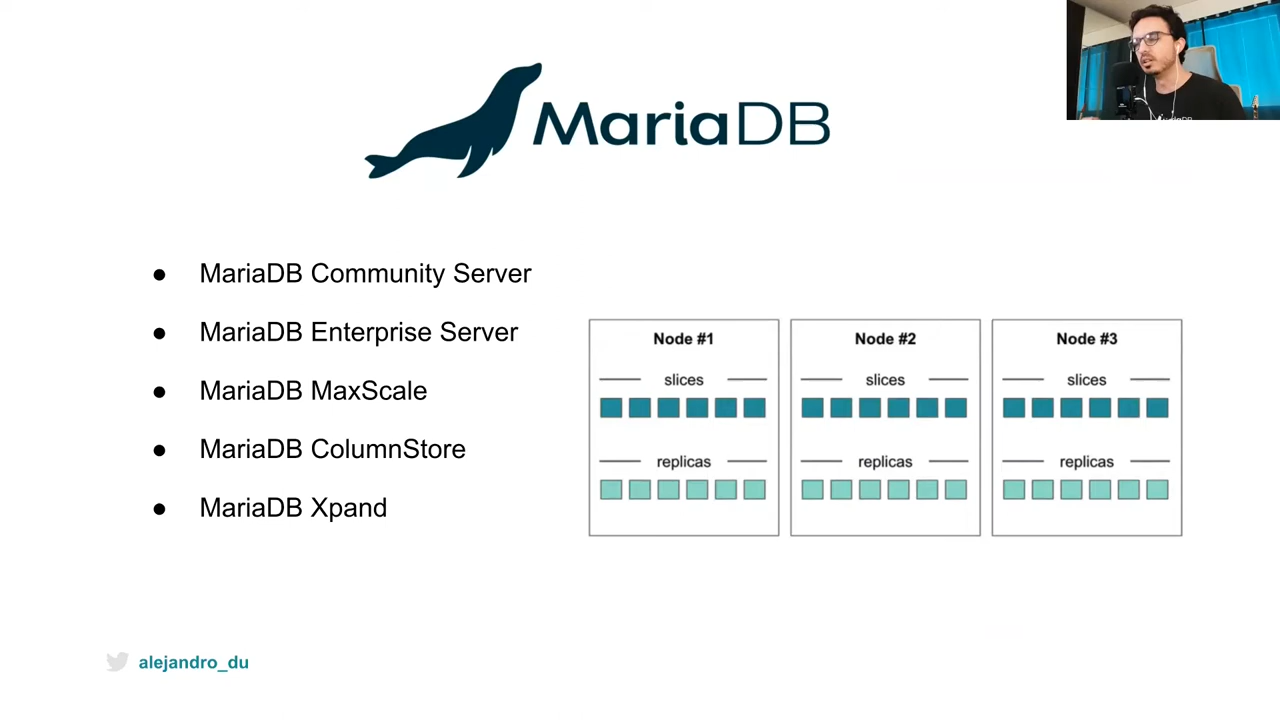 MariaDB
MariaDB Community Server
MariaDB Enterprise Server
MariaDB MaxScale
MariaDB ColumnStore
MariaDB Xpand
Node #1
slices
replicas
Node #2
slices
replicas
Node #3
slices
replicas
alejandro_du